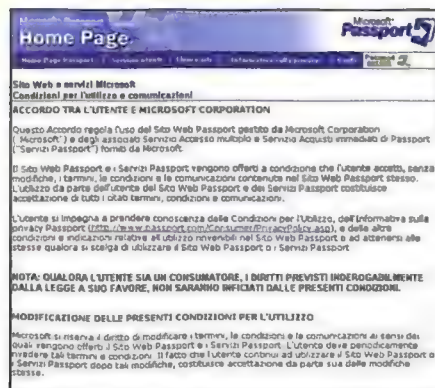 Microsoft Passport
Home Page
Microsoft
Passport
Home Page Passport
Sito Web e servizi Microsoft
Condizioni per l'utilizzo e comunicazioni
ACCORDO TRA L'UTENTE E MICROSOFT CORPORATION
Questo Accordo regola l'uso del Sito Web Passport gestito da Microsoft Corporation
("Microsoft") e degli associati Servizio Accesso multiplo e Servizio Acquisti immediati di Passport
("Servizi Passport") forniti da Microsoft.
Il Sito Web Passport e i Servizi Passport vengono offerti a condizione che l'utente accetti, senza
modifiche, i termini, le condizioni e le comunicazioni contenute nel Sito Web Passport stesso.
L'utilizzo da parte dell'utente del Sito Web Passport e dei Servizi Passport costituisce
accettazione di tutti i citati termini, condizioni e comunicazioni.
L'utente si impegna a prendere conoscenza delle Condizioni per l'Utilizzo, dell'Informativa sulla
privacy Passport (http://www.passport.com/Consumer/PrivacyPolicy.asp), e delle altre
condizioni e indicazioni relative all'utilizzo rinvenibili nel Sito Web Passport e ad attenersi alle
stesse qualora si scelga di utilizzare il Sito Web Passport o i Servizi Passport
NOTA: QUALORA L'UTENTE SIA UN CONSUMATORE, I DIRITTI PREVISTI INDEROGABILMENTE
DALLA LEGGE A SUO FAVORE, NON SARANNO INFICIATI DALLE PRESENTI CONDIZIONI.
MODIFICAZIONE DELLE PRESENTI CONDIZIONI PER L'UTILIZZO
Microsoft si riserva il diritto di modificare i termini, le condizioni e le comunicazioni ai sensi dei
quali vengono offerti il Sito Web Passport e i Servizi Passport. L'utente deve periodicamente
rivedere tali termini e condizioni. Il fatto che l'utente continui ad utilizzare il Sito Web Passport o
i Servizi Passport dopo tali modifiche, costituisce accettazione da parte sua delle modifiche
stesse.